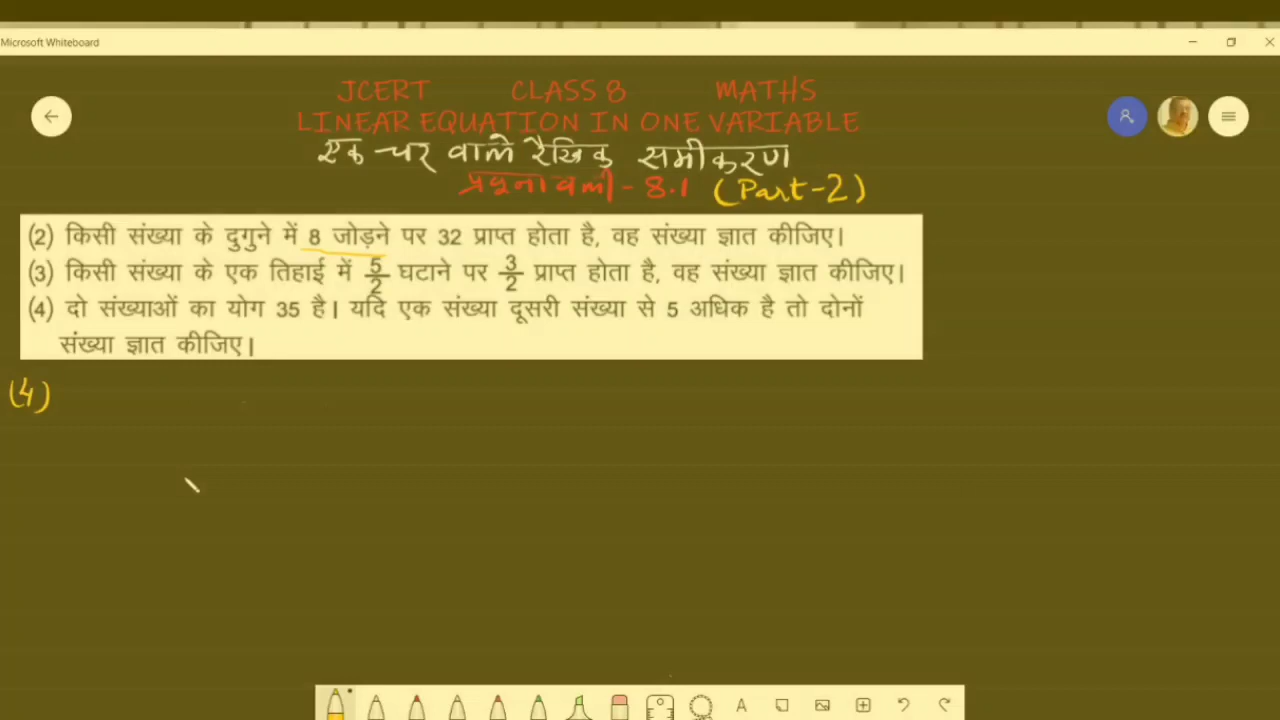 Microsoft Whiteboard
JCERT CLASS 8 MATHS
LINEAR EQUATION IN ONE VARIABLE
एक चर वाले रैखिक समीकरण
प्रश्नावली - 8.1 (Part-2)
(2) किसी संख्या के दुगुने में 8 जोड़ने पर 32 प्राप्त होता है, वह संख्या ज्ञात कीजिए।
(3) किसी संख्या के एक तिहाई में 5/2 घटाने पर 3/2 प्राप्त होता है, वह संख्या ज्ञात कीजिए।
(4) दो संख्याओं का योग 35 है। यदि एक संख्या दूसरी संख्या से 5 अधिक है तो दोनों
संख्या ज्ञात कीजिए।
(4)
A